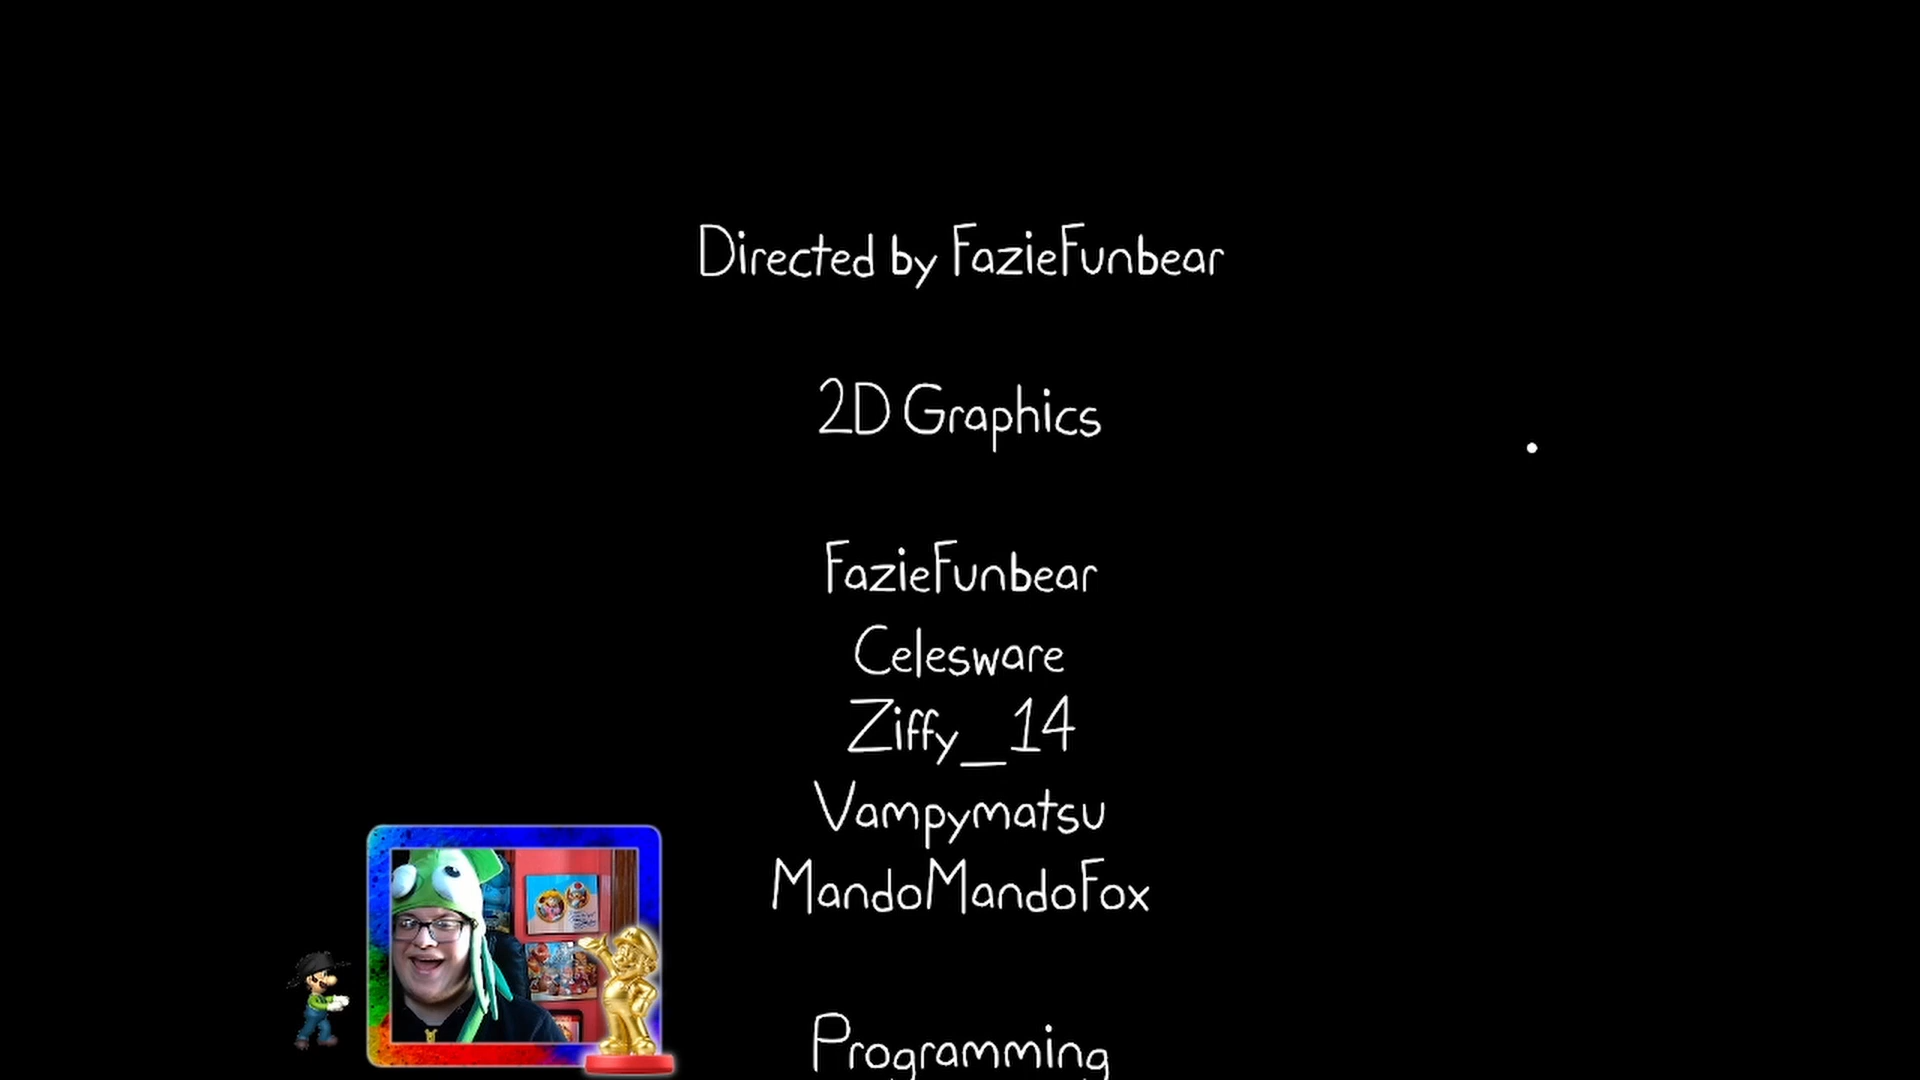 Directed by FazieFunbear
2D Graphics
FazieFunbear
Celesware
Ziffy_14
Vampymatsu
MandoMandoFox
Programming